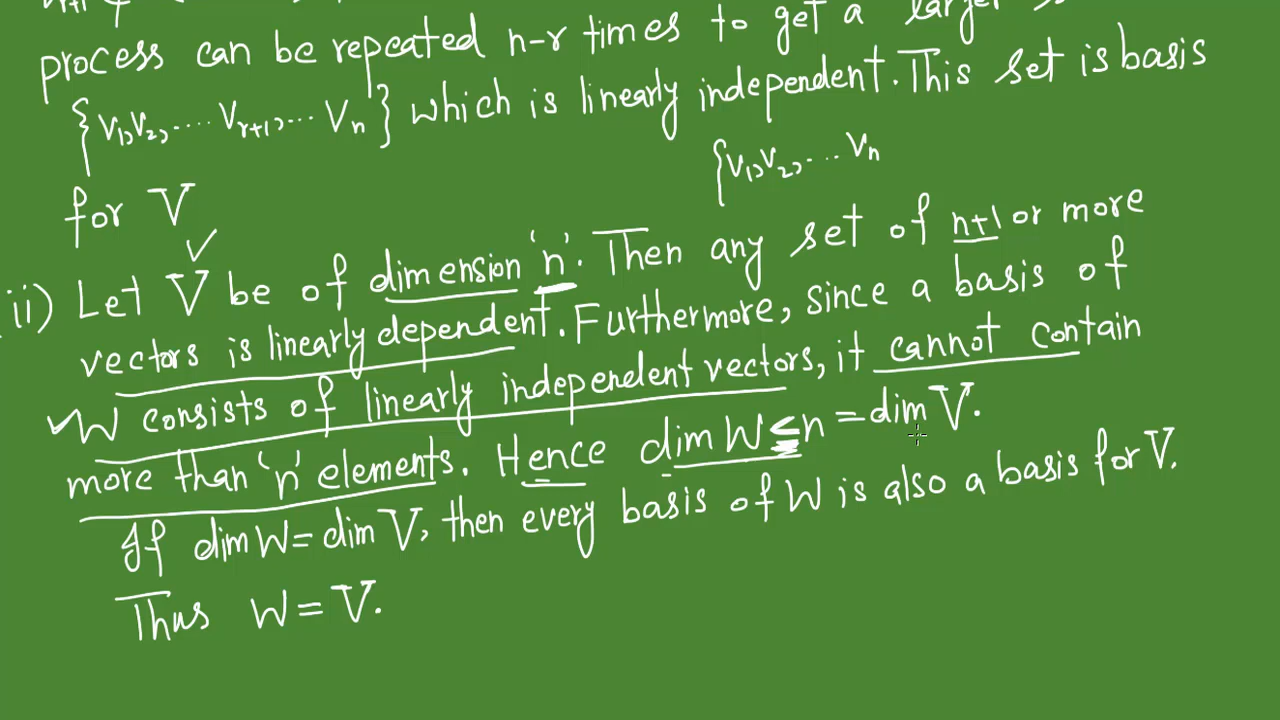 process can be repeated n-r times to get a larger
{V1,V2,.... Vr+1,... Vn} which is linearly independent. This set is basis
{V1,V2,... Vn
for V
ii) Let V be of dimension 'n'. Then any set of n+1 or more
vectors is linearly dependent. Furthermore, since a basis of
W consists of linearly independent vectors, it cannot contain
more than 'n' elements. Hence dim W ≤ n = dim V.
If dim W = dim V, then every basis of W is also a basis for V.
Thus W = V.